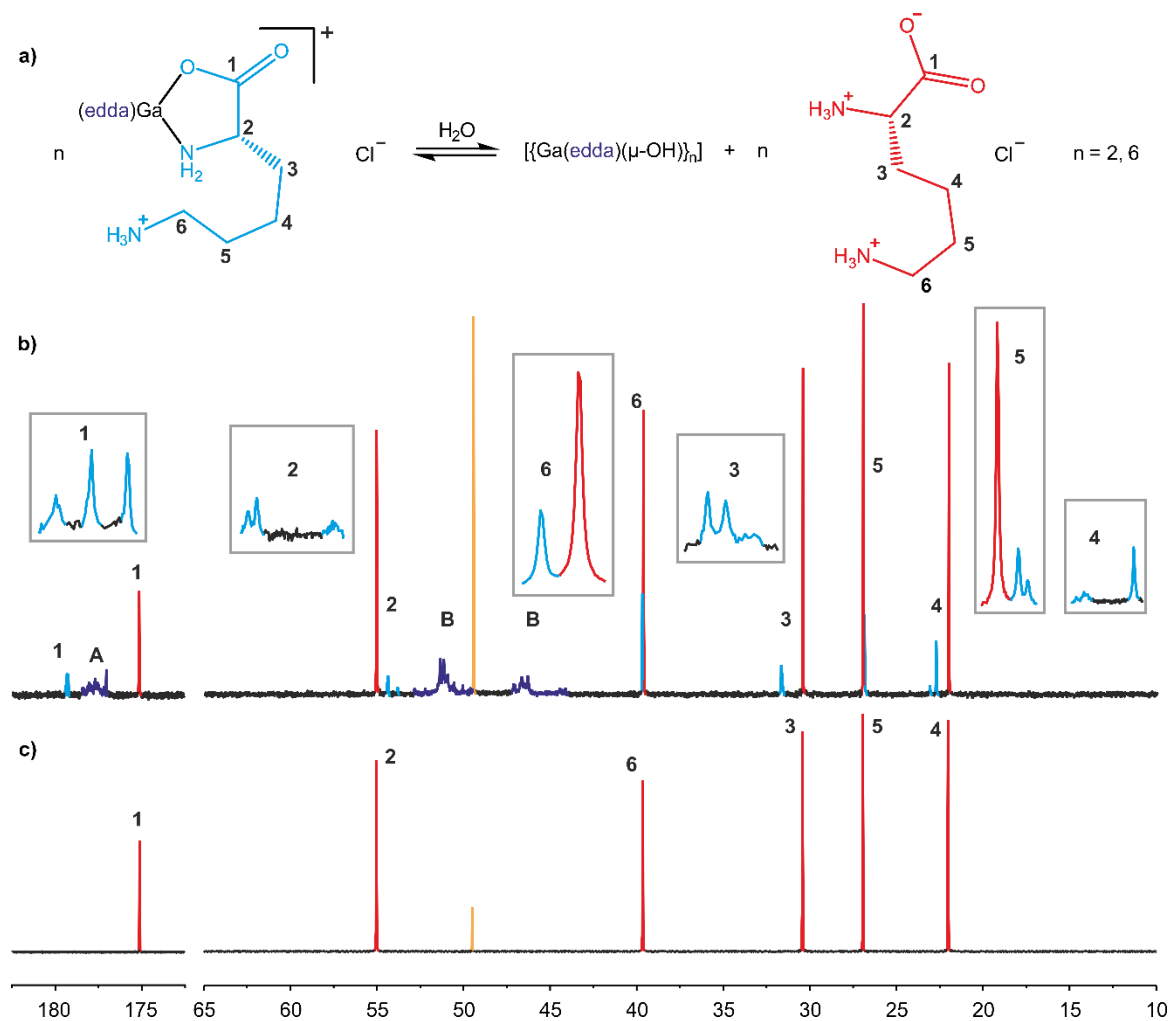 a)
n
(edda)Ga
O
O
1
2
NH2
3
4
5
6
H3N+
+
Cl−
H2O
[{Ga(edda)(μ-OH)}n] + n
O−
O
1
H3N+
2
3
4
5
6
H3N+
Cl−
n = 2, 6
b)
1
2
6
3
5
4
1
A
1
2
B
B
6
3
5
4
c)
1
2
6
3
5
4
180 175 65 60 55 50 45 40 35 30 25 20 15 10